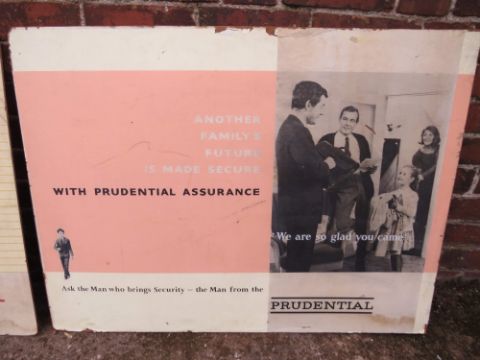 ANOTHER
FAMILY'S
FUTURE
IS MADE SECURE
WITH PRUDENTIAL ASSURANCE
"We are so glad you came"
Ask the Man who brings Security – the Man from the
PRUDENTIAL